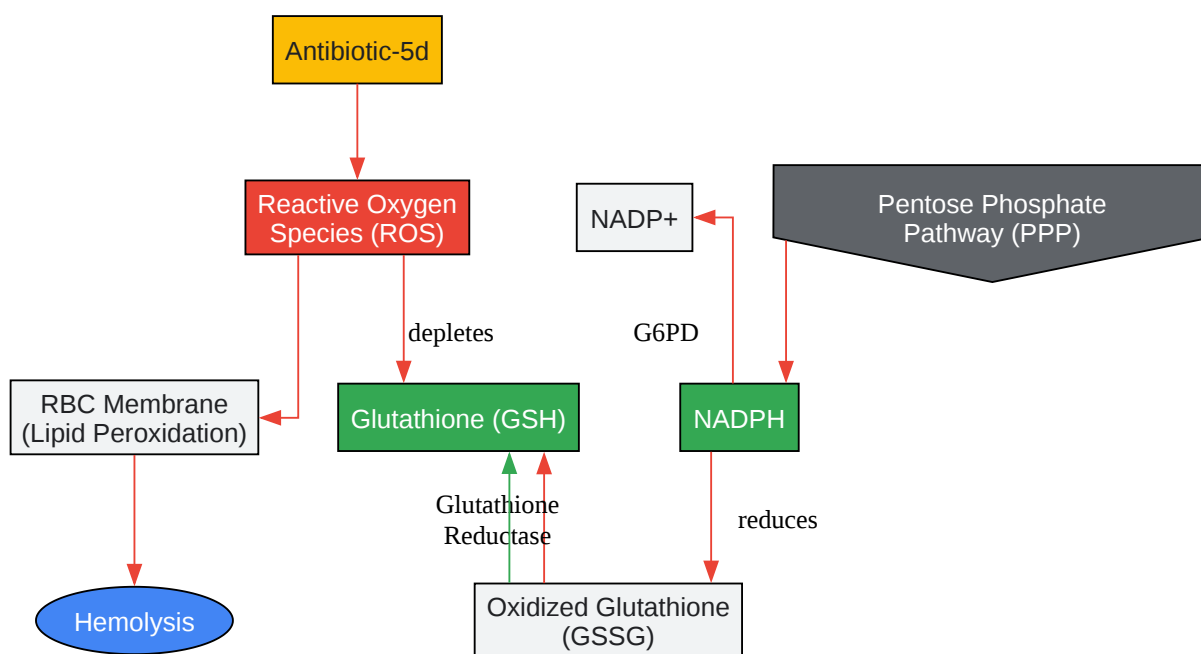 Antibiotic-5d
Reactive Oxygen
Species (ROS)
NADP+
Pentose Phosphate
Pathway (PPP)
depletes
G6PD
RBC Membrane
(Lipid Peroxidation)
Glutathione (GSH)
NADPH
Glutathione
Reductase
reduces
Hemolysis
Oxidized Glutathione
(GSSG)